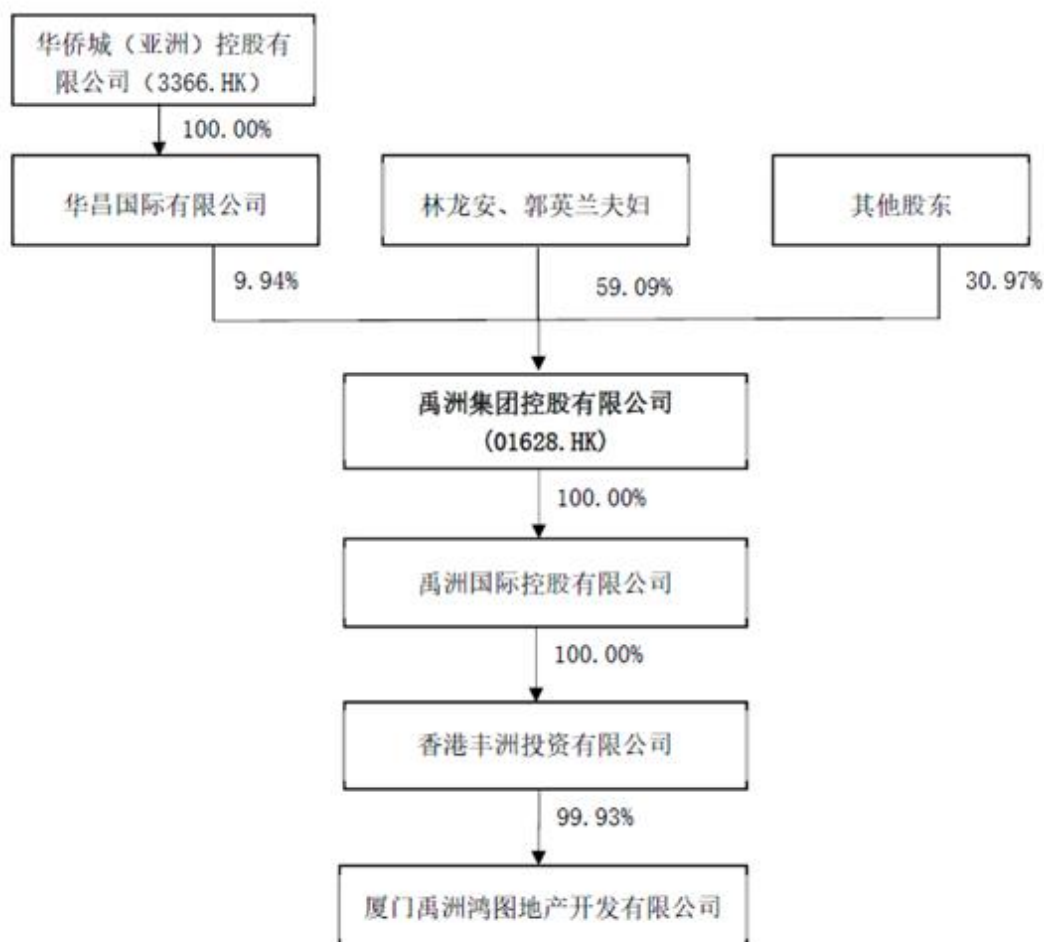 华侨城（亚洲）控股有
限公司（3366.HK）
100.00%
华昌国际有限公司
林龙安、郭英兰夫妇
其他股东
9.94%
59.09%
30.97%
禹洲集团控股有限公司
(01628.HK)
100.00%
禹洲国际控股有限公司
100.00%
香港丰洲投资有限公司
99.93%
厦门禹洲鸿图地产开发有限公司